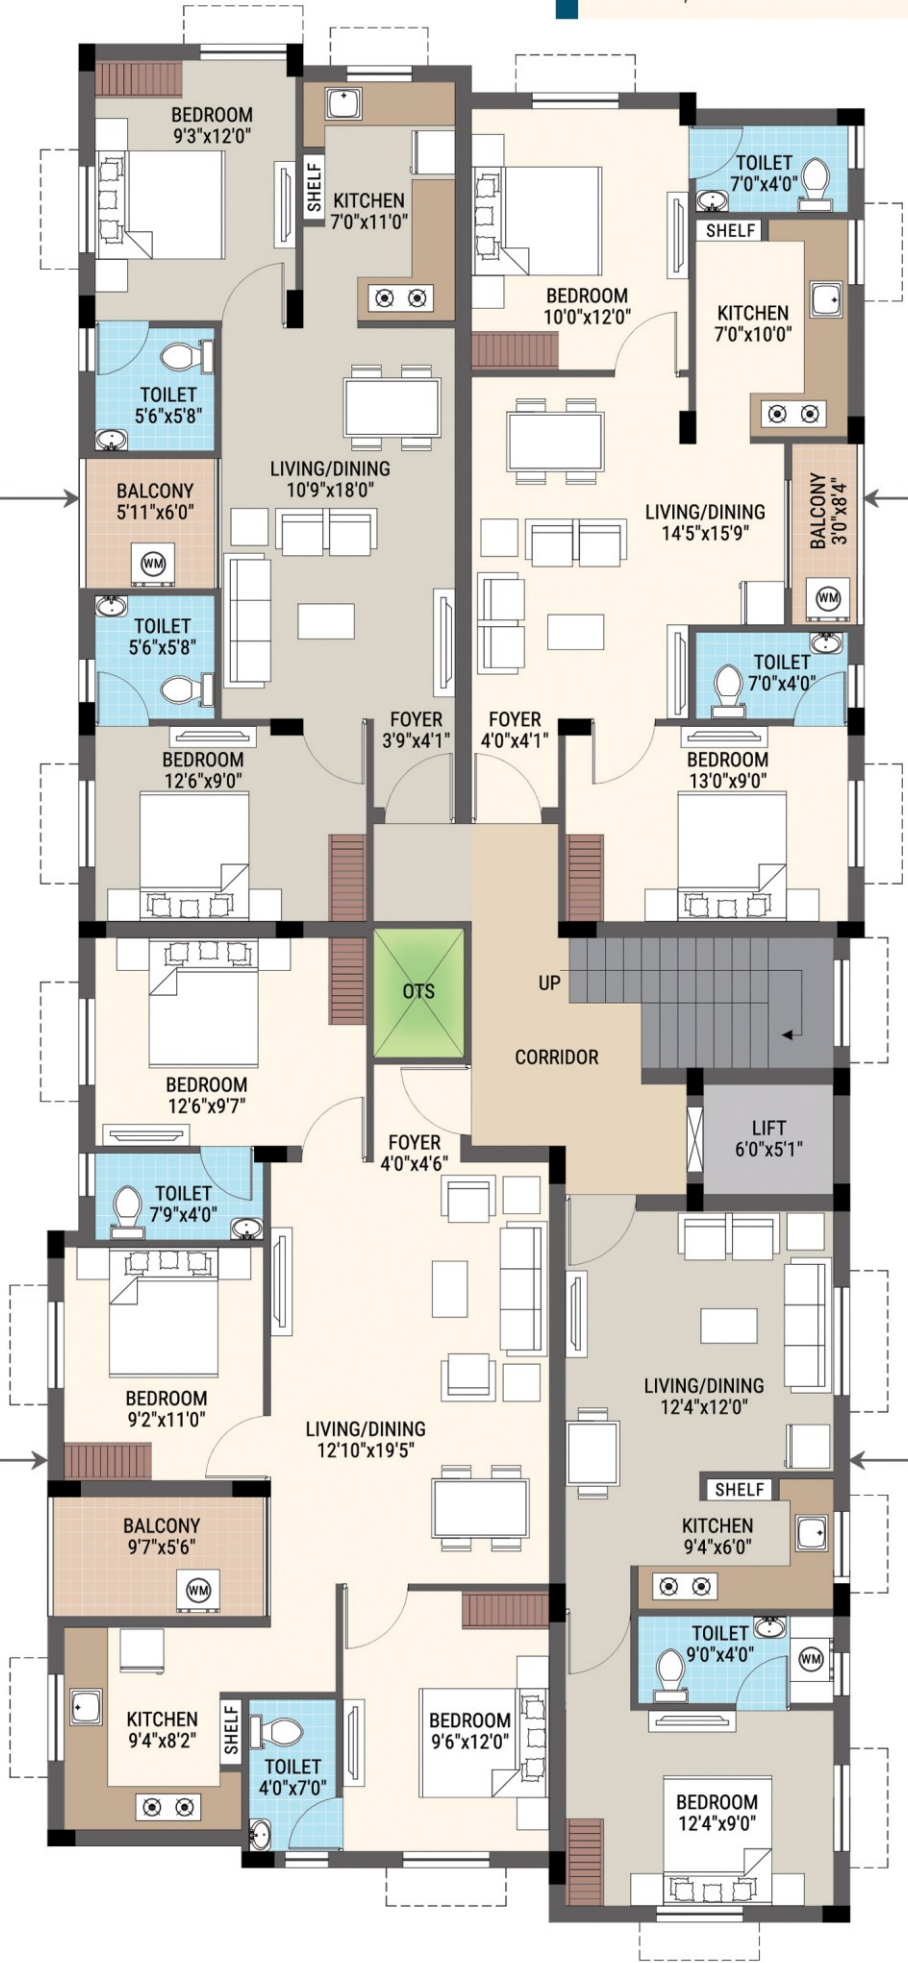 BEDROOM
9'3"x12'0"
SHELF
KITCHEN
7'0"x11'0"
TOILET
7'0"x4'0"
SHELF
BEDROOM
10'0"x12'0"
KITCHEN
7'0"x10'0"
TOILET
5'6"x5'8"
LIVING/DINING
10'9"x18'0"
BALCONY
5'11"x6'0"
WM
LIVING/DINING
14'5"x15'9"
BALCONY
3'0"x8'4"
WM
TOILET
5'6"x5'8"
TOILET
7'0"x4'0"
FOYER
3'9"x4'1"
FOYER
4'0"x4'1"
BEDROOM
12'6"x9'0"
BEDROOM
13'0"x9'0"
OTS
UP
CORRIDOR
BEDROOM
12'6"x9'7"
FOYER
4'0"x4'6"
LIFT
6'0"x5'1"
TOILET
7'9"x4'0"
BEDROOM
9'2"x11'0"
LIVING/DINING
12'10"x19'5"
LIVING/DINING
12'4"x12'0"
SHELF
KITCHEN
9'4"x6'0"
BALCONY
9'7"x5'6"
WM
TOILET
9'0"x4'0"
WM
KITCHEN
9'4"x8'2"
SHELF
TOILET
4'0"x7'0"
BEDROOM
9'6"x12'0"
BEDROOM
12'4"x9'0"